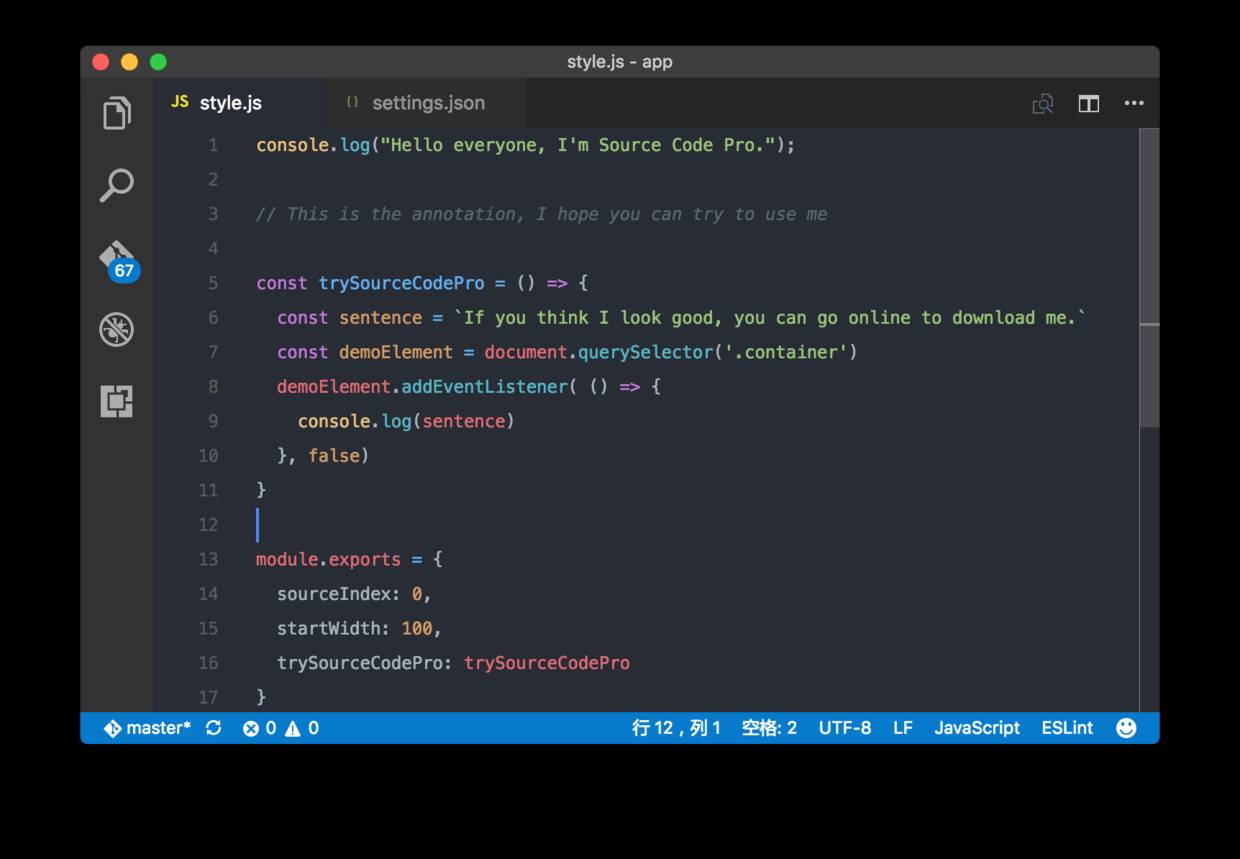 style.js - app
JS style.js {} settings.json
67
1 console.log("Hello everyone, I'm Source Code Pro.");
2
3 // This is the annotation, I hope you can try to use me
4
5 const trySourceCodePro = () => {
6   const sentence = `If you think I look good, you can go online to download me.`
7   const demoElement = document.querySelector('.container')
8   demoElement.addEventListener( () => {
9     console.log(sentence)
10   }, false)
11 }
12
13 module.exports = {
14   sourceIndex: 0,
15   startWidth: 100,
16   trySourceCodePro: trySourceCodePro
17 }
master* 0 0 行 12，列 1 空格: 2 UTF-8 LF JavaScript ESLint